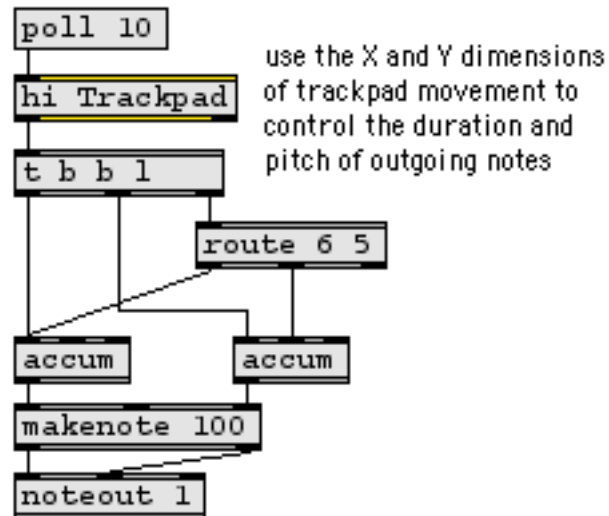 poll 10
use the X and Y dimensions
of trackpad movement to
control the duration and
pitch of outgoing notes
hi Trackpad
t b b l
route 6 5
accum
accum
makenote 100
noteout 1